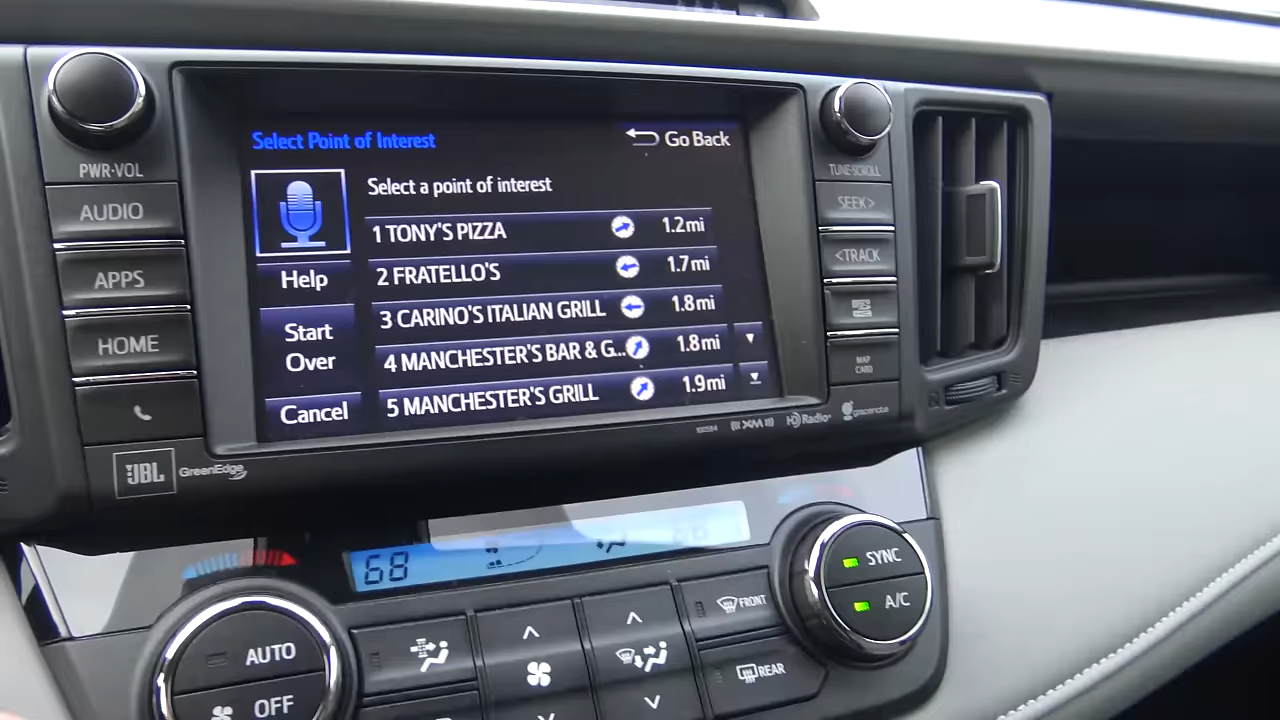 Select Point of Interest
Go Back
Select a point of interest
1 TONY'S PIZZA 1.2mi
2 FRATELLO'S 1.7mi
3 CARINO'S ITALIAN GRILL 1.8mi
4 MANCHESTER'S BAR & G... 1.8mi
5 MANCHESTER'S GRILL 1.9mi
Help
Start
Over
Cancel
PWR·VOL
AUDIO
APPS
HOME
TUNE·SCROLL
SEEK>
<TRACK
MAP
CARD
JBL GreenEdge
100594 ((XM)) HD Radio gracenote
68
SYNC
A/C
AUTO
OFF
FRONT
REAR